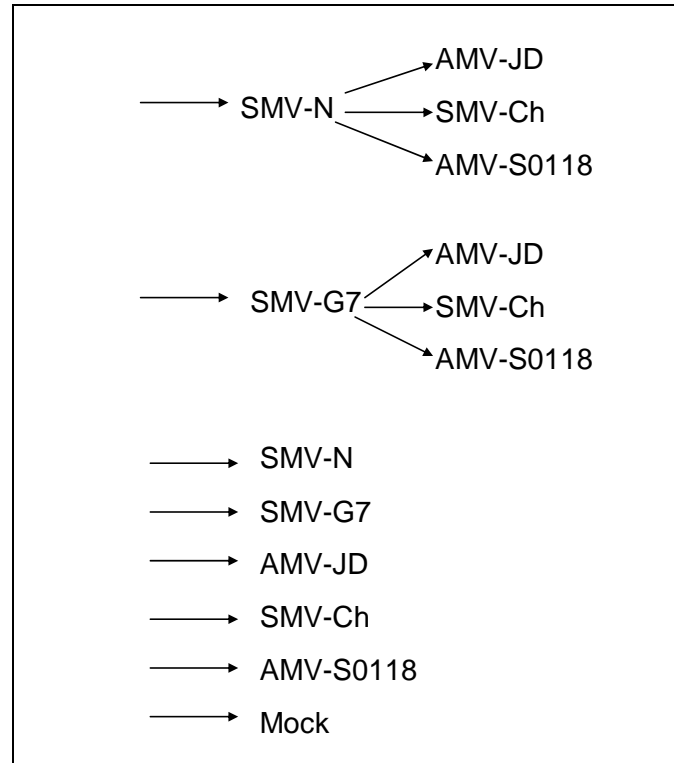 AMV-JD
SMV-N
SMV-Ch
AMV-S0118
AMV-JD
SMV-G7
SMV-Ch
AMV-S0118
SMV-N
SMV-G7
AMV-JD
SMV-Ch
AMV-S0118
Mock